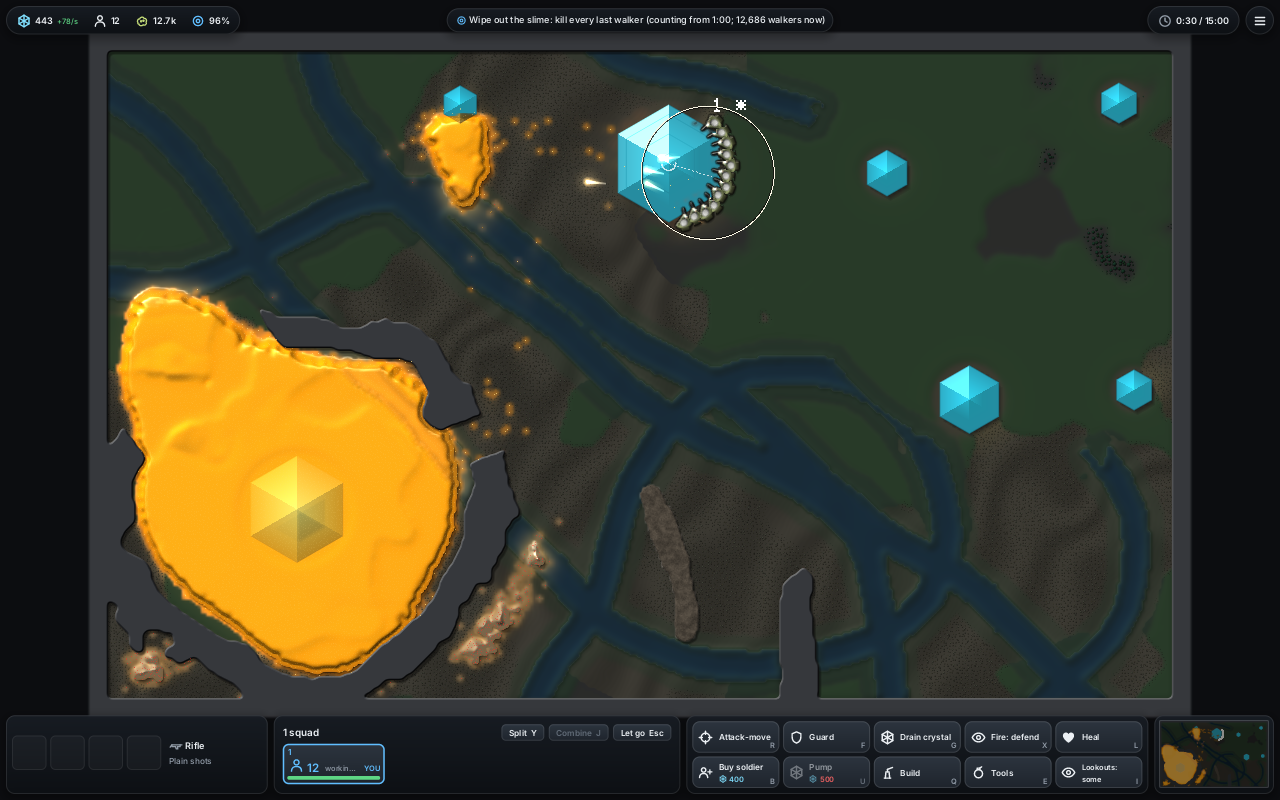 443 +78/s 12 12.7k 96%
Wipe out the slime: kill every last walker (counting from 1:00; 12,686 walkers now)
0:30 / 15:00
1
Rifle
Plain shots
1 squad
Split Y
Combine J
Let go Esc
1
12 workin... YOU
Attack-move R
Guard F
Drain crystal G
Fire: defend X
Heal L
Buy soldier 400 B
Pump 500 U
Build Q
Tools E
Lookouts: some I